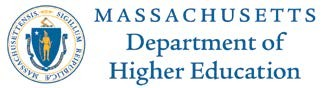 MASSACHUSETTS
Department of
Higher Education